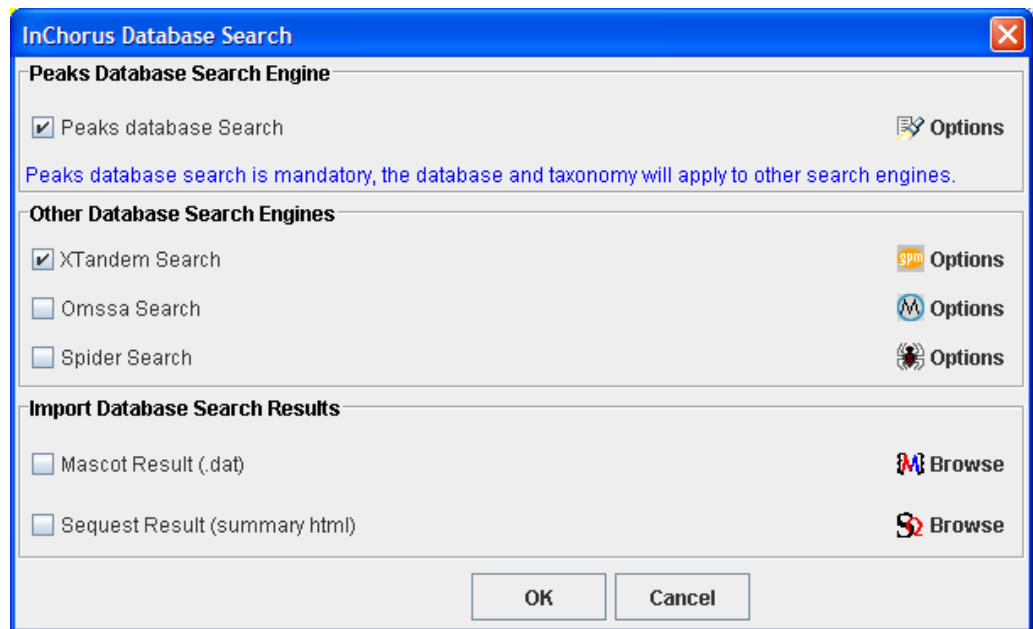 InChorus Database Search
Peaks Database Search Engine
Peaks database Search
Options
Peaks database search is mandatory, the database and taxonomy will apply to other search engines.
Other Database Search Engines
XTandem Search
gpm Options
Omssa Search
Options
Spider Search
Options
Import Database Search Results
Mascot Result (.dat)
{M} Browse
Sequest Result (summary html)
Browse
OK Cancel